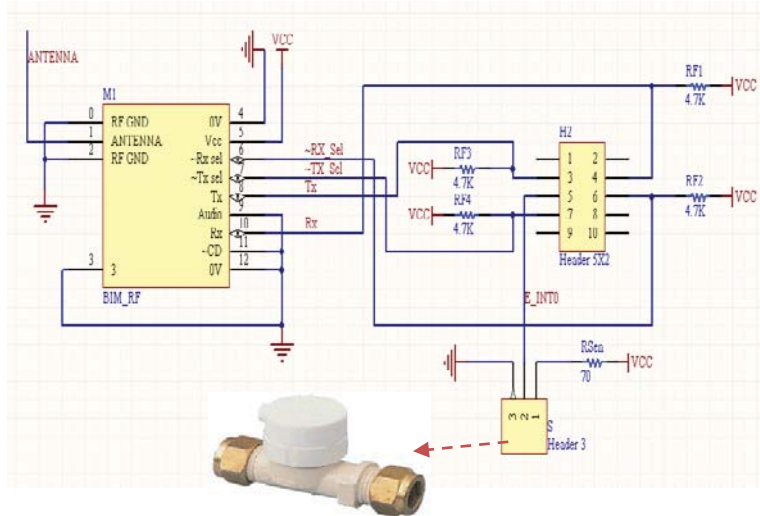 VCC
ANTENNA
M1
RF1
VCC
4.7K
0 RF GND 0V 4
1 ANTENNA Vcc 5
2 RF GND ~Rx sel 6
~RX_Sel
~Tx sel 7
~TX_Sel
Tx 8
Tx
Audio 9
Rx 10
Rx
~CD 11
3 3 0V 12
BIM_RF
H2
VCC RF3
4.7K
VCC RF4
4.7K
1 2
3 4
5 6
7 8
9 10
Header 5X2
RF2
VCC
4.7K
E_INT0
RSen
VCC
70
3 2 1
S
Header 3